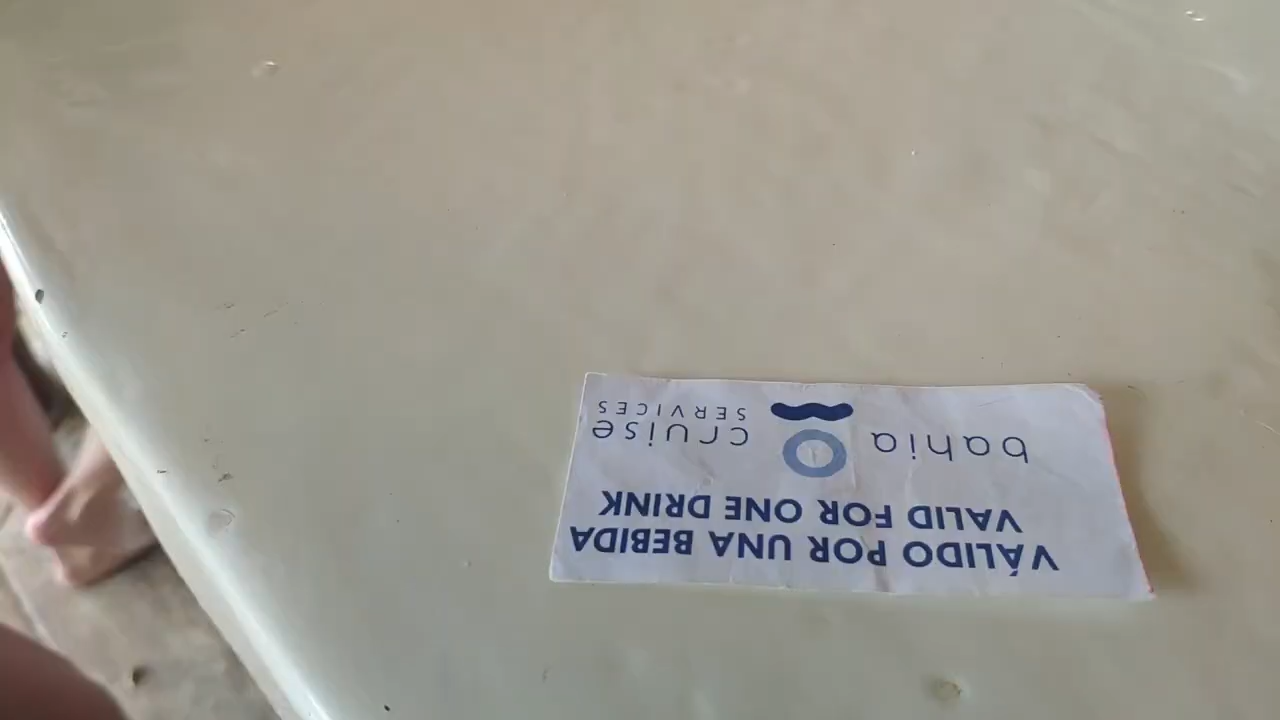 VÁLIDO POR UNA BEBIDA
VALID FOR ONE DRINK
bahia cruise
SERVICES